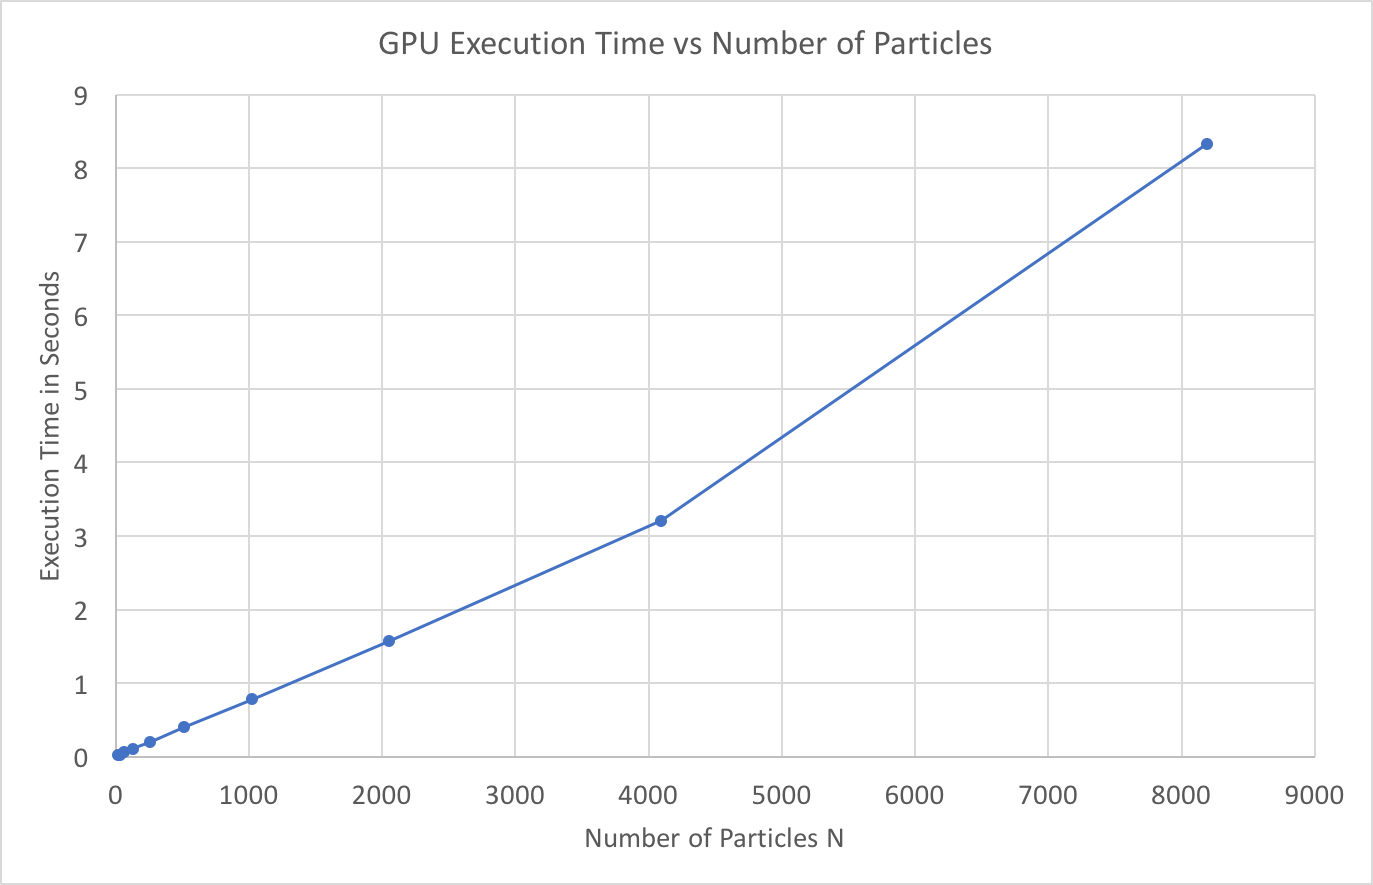 GPU Execution Time vs Number of Particles
9
8
7
6
5
4
3
2
1
0
Execution Time in Seconds
0 1000 2000 3000 4000 5000 6000 7000 8000 9000
Number of Particles N